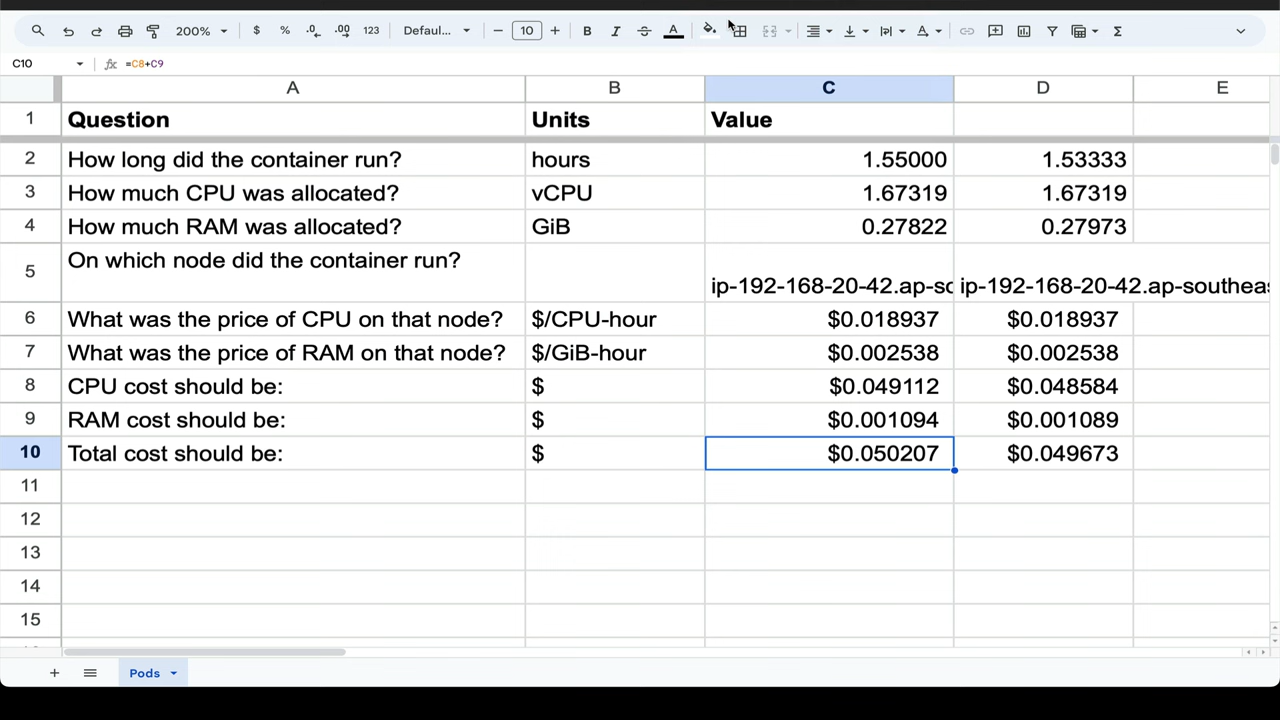 200% $ % .0 .00 123 Defaul... 10 B I A A Σ
C10 fx =C8+C9
A B C D E
1 Question Units Value
2 How long did the container run? hours 1.55000 1.53333
3 How much CPU was allocated? vCPU 1.67319 1.67319
4 How much RAM was allocated? GiB 0.27822 0.27973
5 On which node did the container run? ip-192-168-20-42.ap-so ip-192-168-20-42.ap-southeas
6 What was the price of CPU on that node? $/CPU-hour $0.018937 $0.018937
7 What was the price of RAM on that node? $/GiB-hour $0.002538 $0.002538
8 CPU cost should be: $ $0.049112 $0.048584
9 RAM cost should be: $ $0.001094 $0.001089
10 Total cost should be: $ $0.050207 $0.049673
11
12
13
14
15
Pods